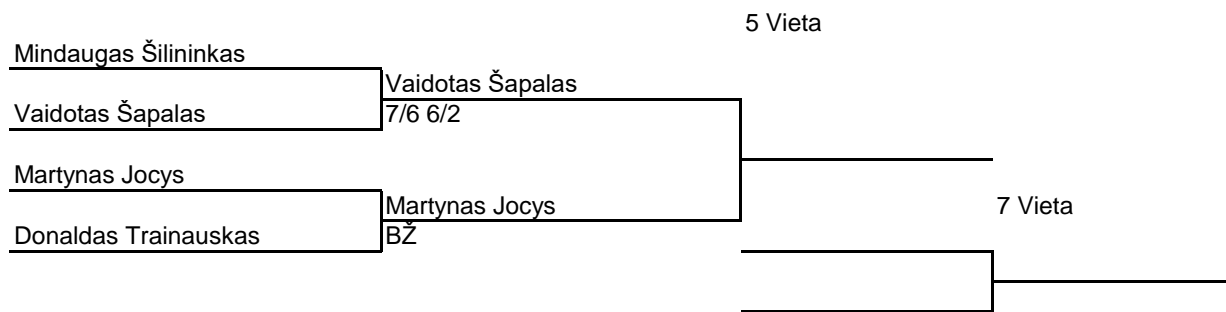 5 Vieta
Mindaugas Šilininkas
Vaidotas Šapalas
Vaidotas Šapalas
7/6 6/2
Martynas Jocys
Martynas Jocys
7 Vieta
Donaldas Trainauskas
BŽ